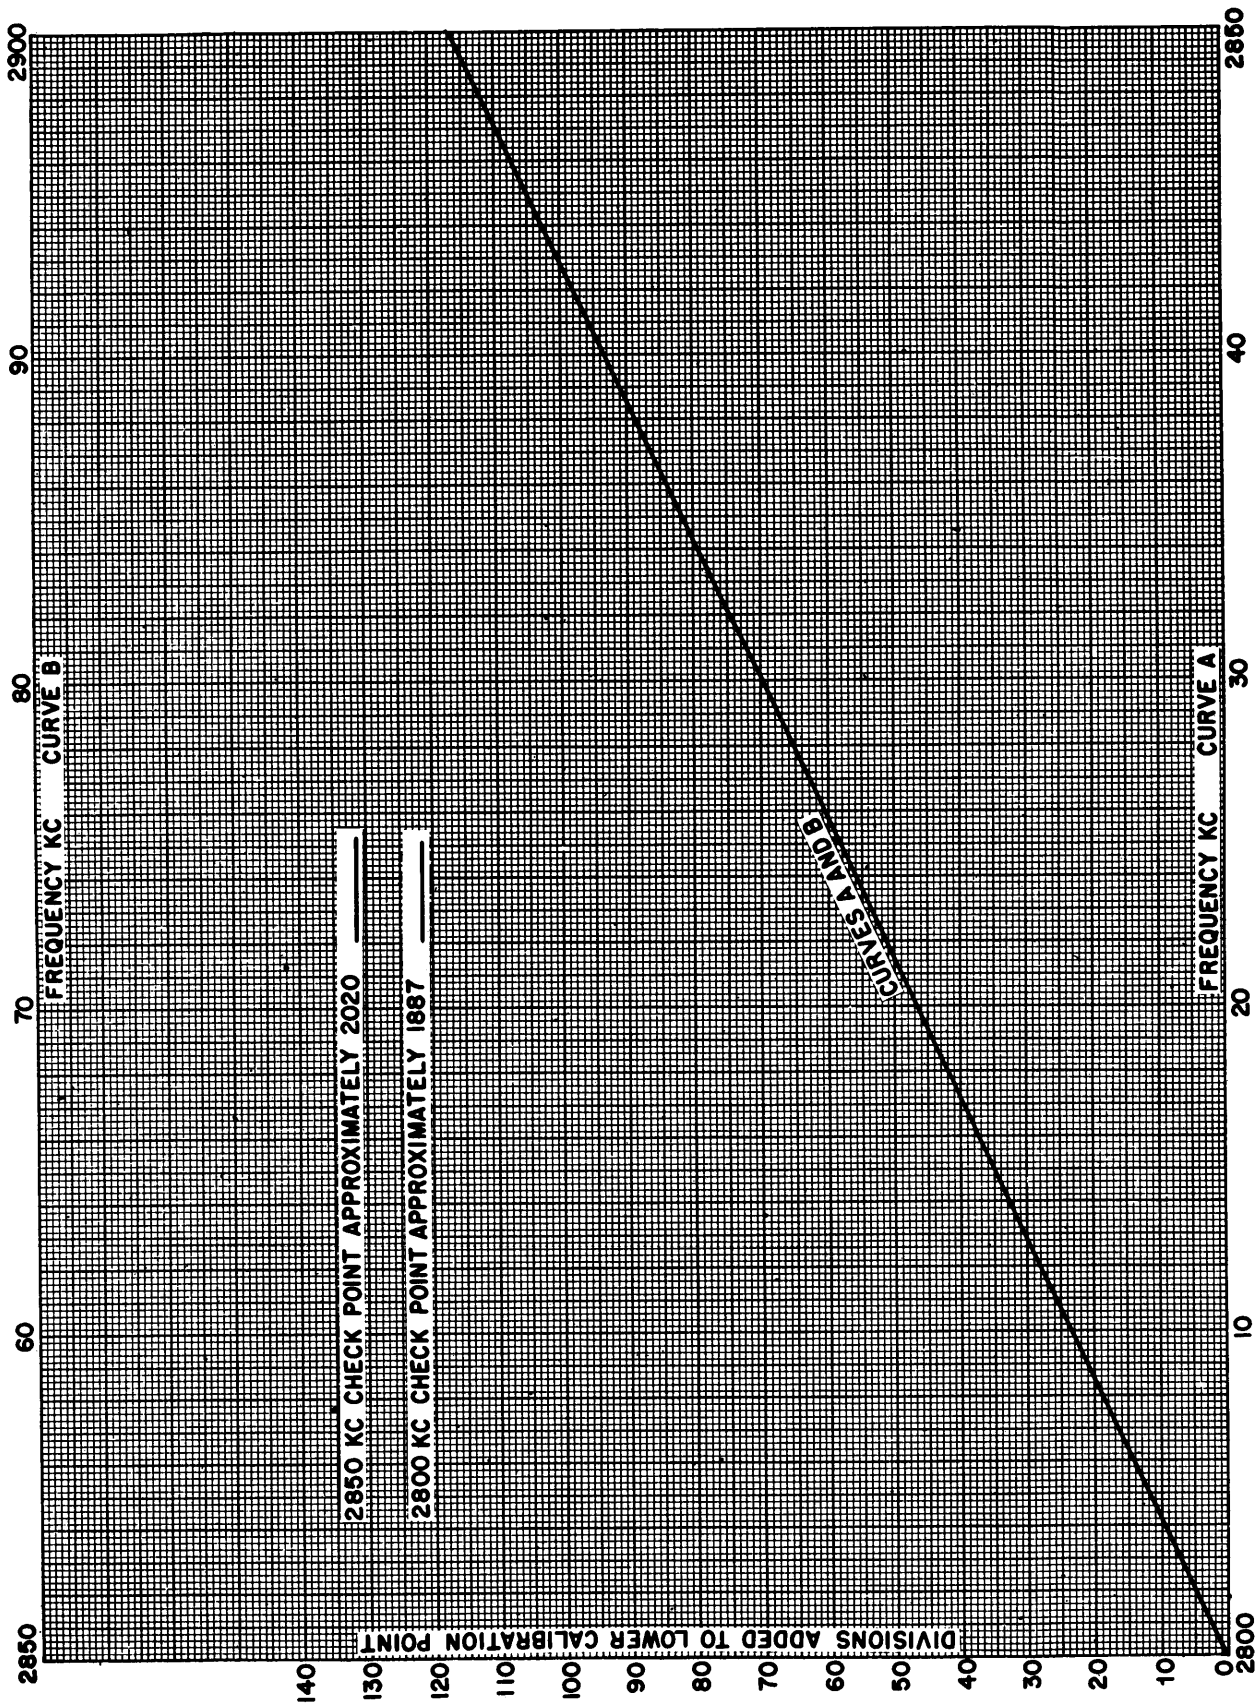 2850 60 70 80 90 2900
FREQUENCY KC CURVE B
2850 KC CHECK POINT APPROXIMATELY 2020
2800 KC CHECK POINT APPROXIMATELY 1887
CURVES A AND B
DIVISIONS ADDED TO LOWER CALIBRATION POINT
140
130
120
110
100
90
80
70
60
50
40
30
20
10
0
FREQUENCY KC CURVE A
2800 10 20 30 40 2850